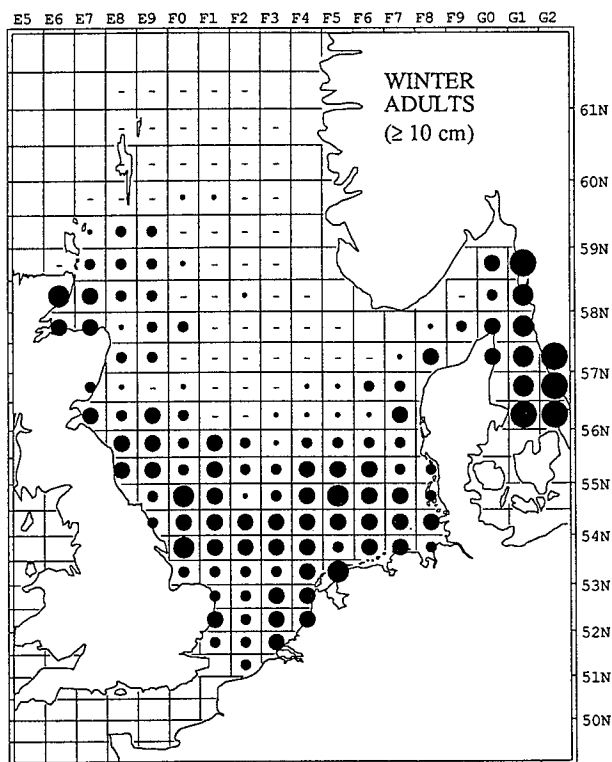 E5 E6 E7 E8 E9 F0 F1 F2 F3 F4 F5 F6 F7 F8 F9 G0 G1 G2
WINTER
ADULTS
(≥ 10 cm)
61N
60N
59N
58N
57N
56N
55N
54N
53N
52N
51N
50N